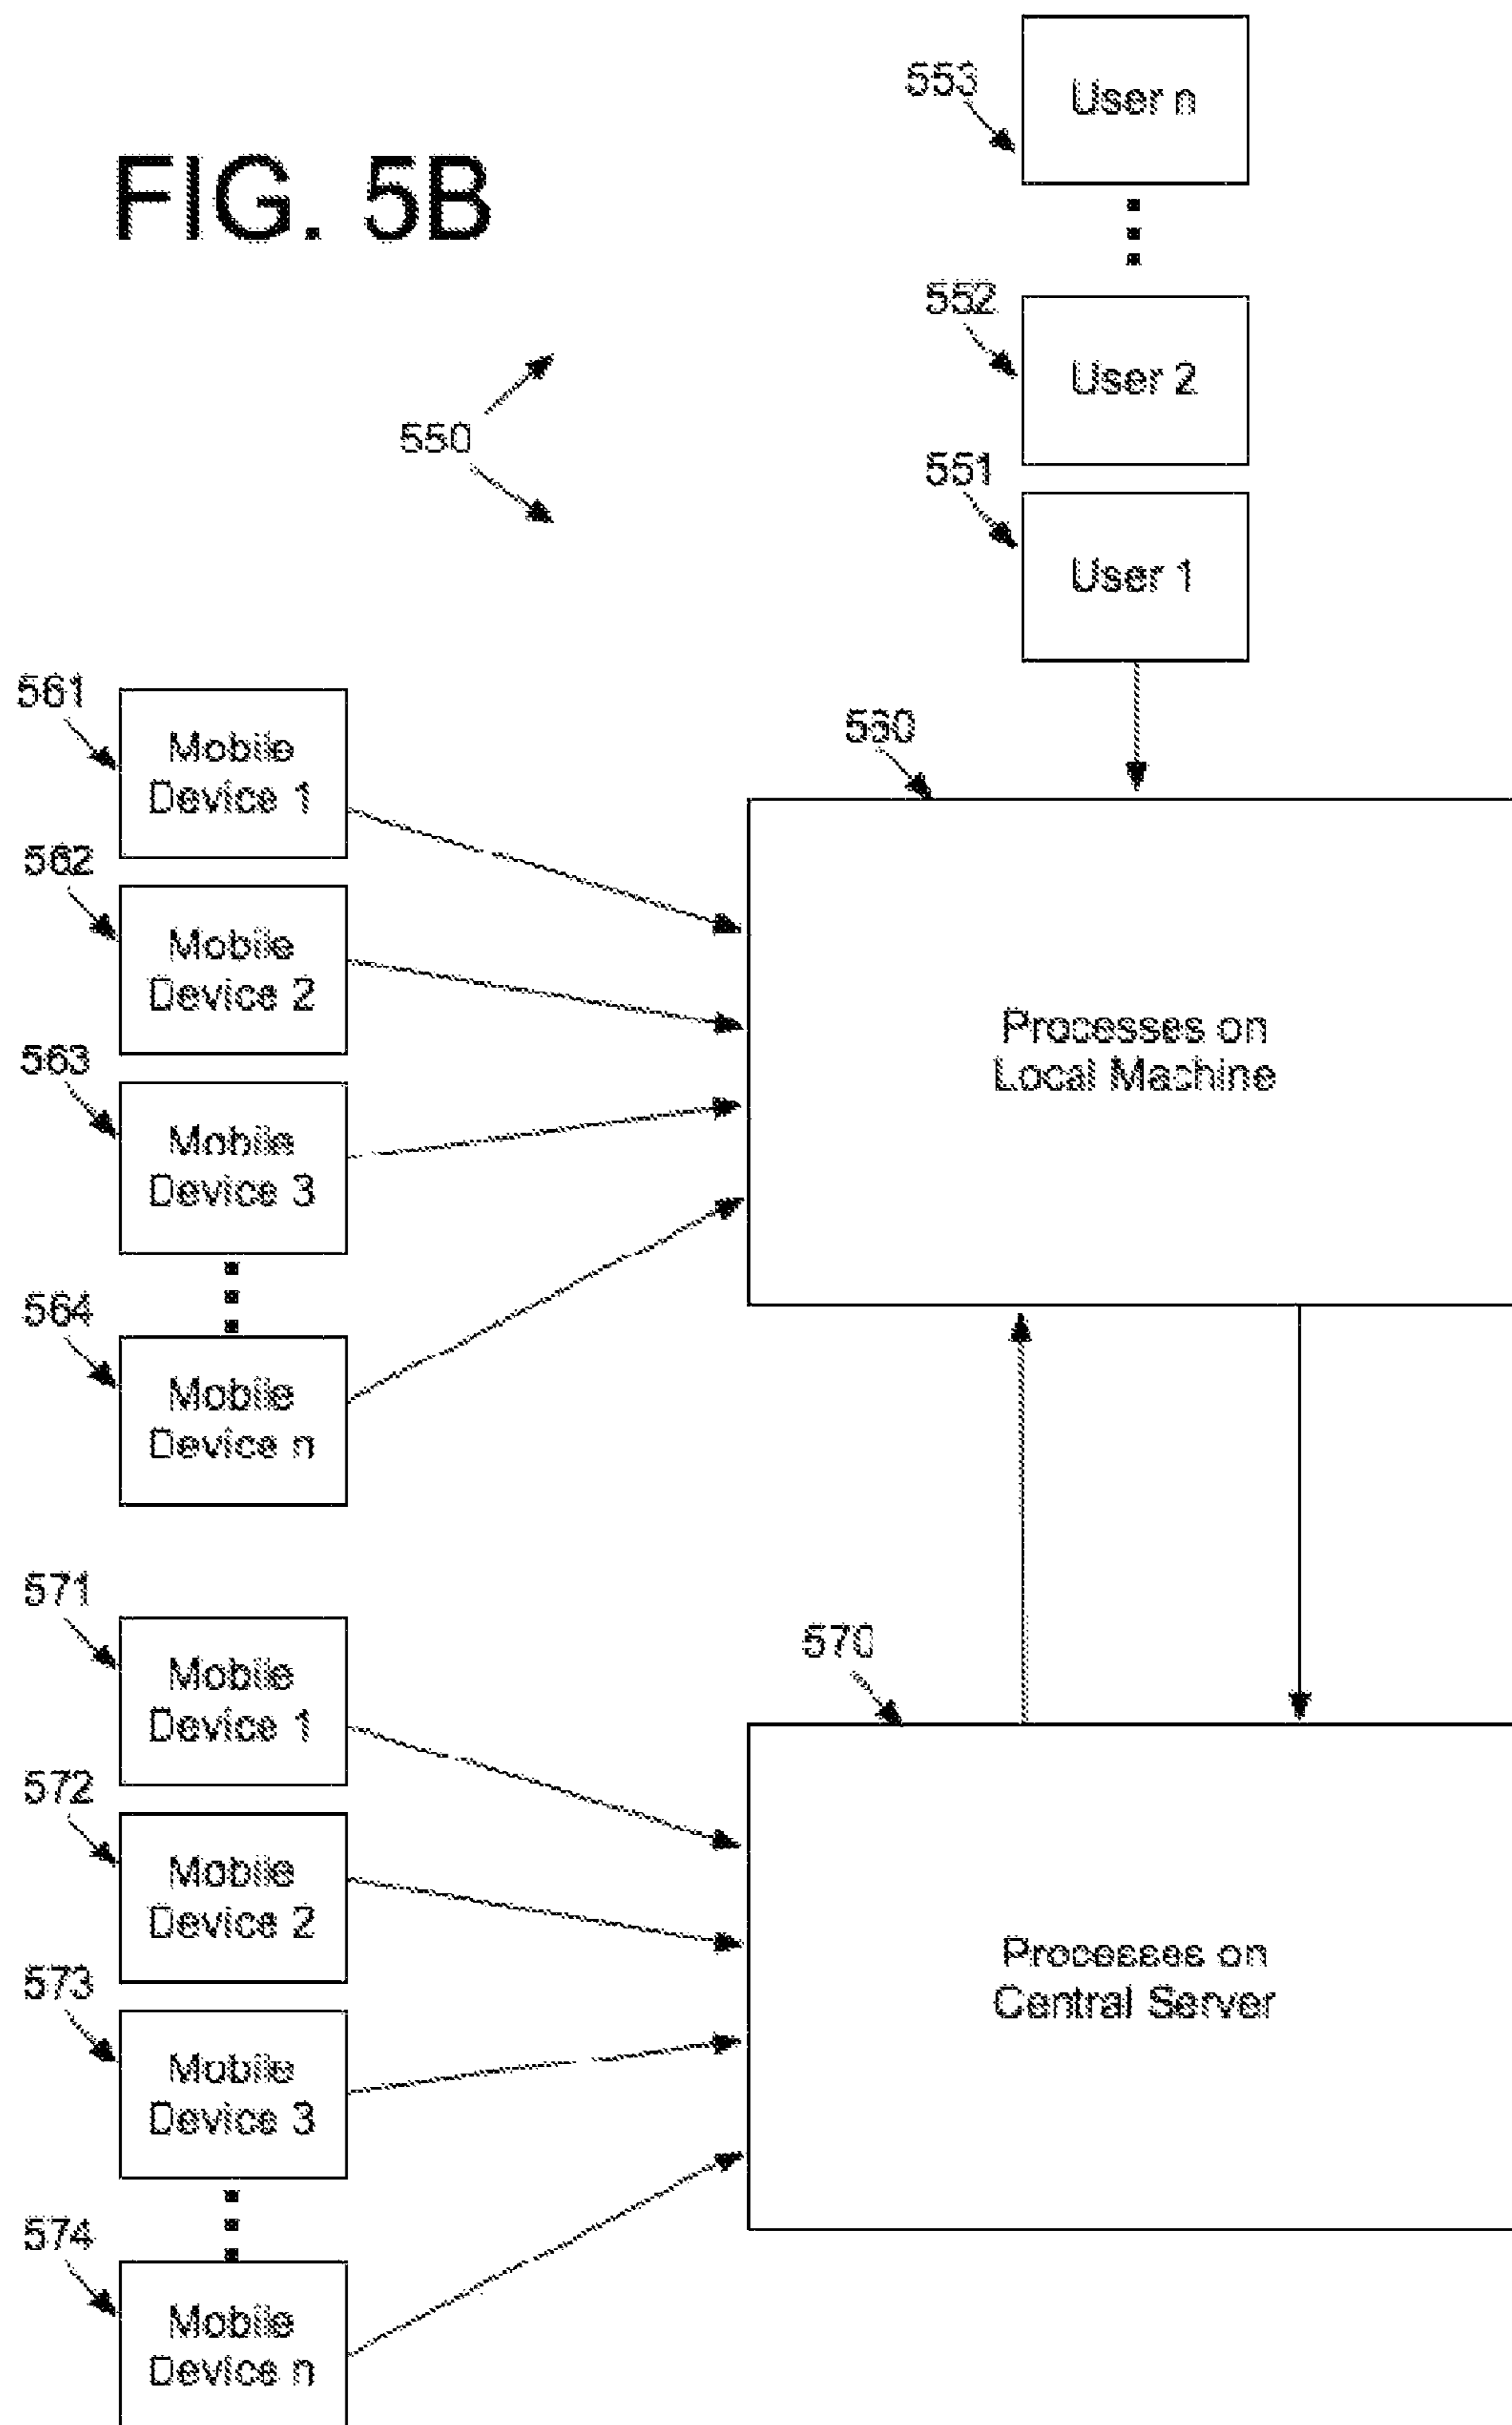 FIG. 5B
553
User n
552
User 2
550
551
User 1
561
Mobile
Device 1
560
562
Mobile
Device 2
563
Mobile
Device 3
Processes on
Local Machine
564
Mobile
Device n
571
Mobile
Device 1
570
572
Mobile
Device 2
573
Mobile
Device 3
Processes on
Central Server
574
Mobile
Device n